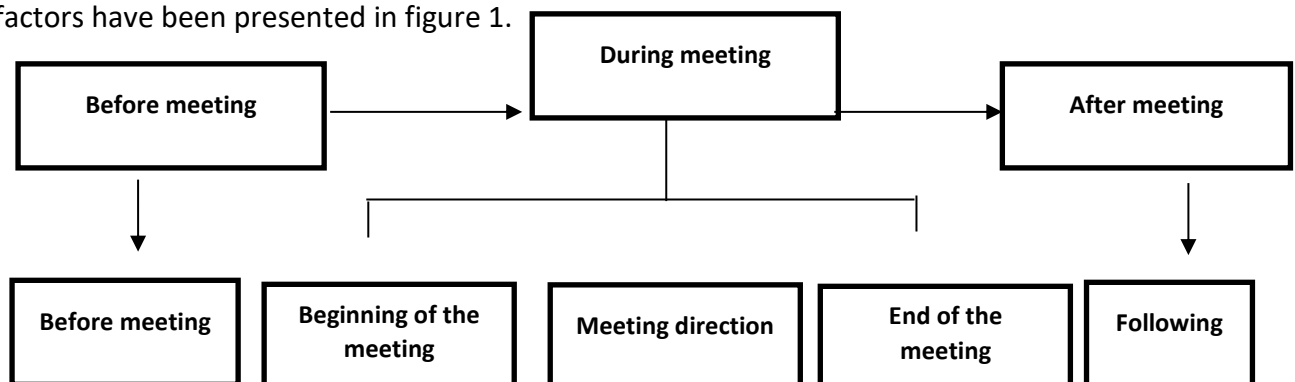 factors have been presented in figure 1.
During meeting
Before meeting
After meeting
Before meeting
Beginning of the
meeting
Meeting direction
End of the
meeting
Following